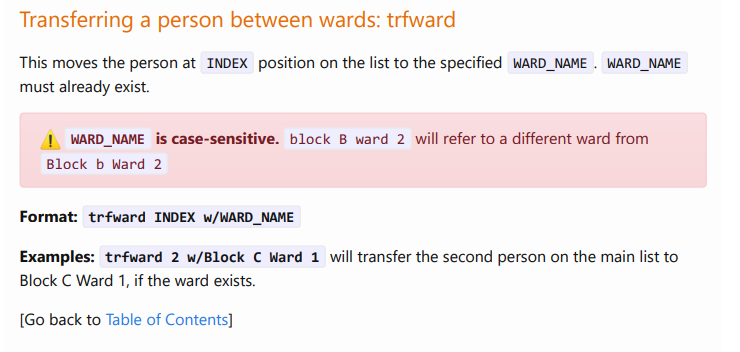 Transferring a person between wards: trfward
This moves the person at INDEX position on the list to the specified WARD_NAME . WARD_NAME
must already exist.
WARD_NAME is case-sensitive. block B ward 2 will refer to a different ward from
Block b Ward 2
Format: trfward INDEX w/WARD_NAME
Examples: trfward 2 w/Block C Ward 1 will transfer the second person on the main list to
Block C Ward 1, if the ward exists.
[Go back to Table of Contents]